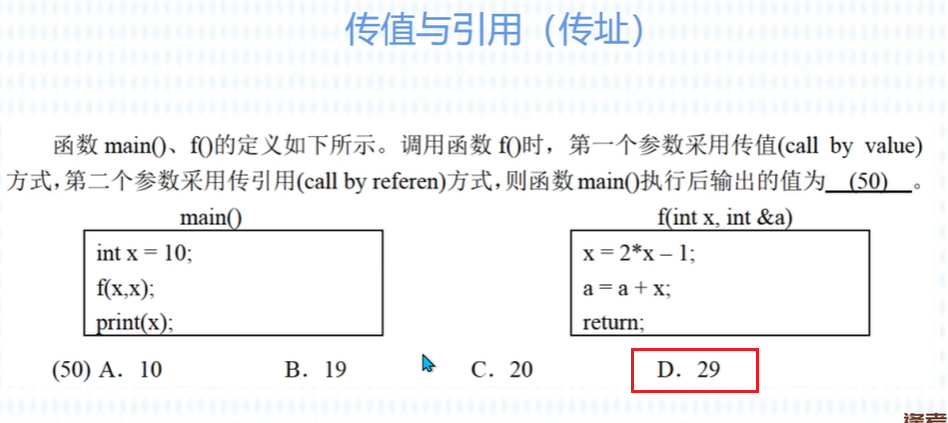 传值与引用（传址）
函数 main()、f()的定义如下所示。调用函数 f()时，第一个参数采用传值(call by value)
方式，第二个参数采用传引用(call by referen)方式，则函数main()执行后输出的值为 (50) 。
main() f(int x, int &a)
int x = 10; x = 2*x – 1;
f(x,x); a = a + x;
print(x); return;
(50) A. 10 B. 19 C. 20 D. 29